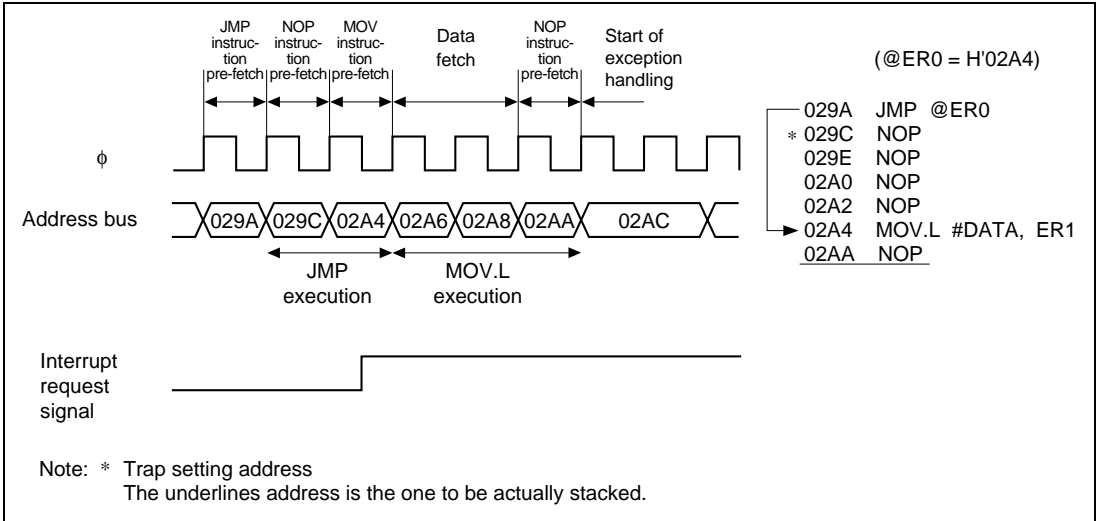 JMP instruc-tion pre-fetch
NOP instruc-tion pre-fetch
MOV instruc-tion pre-fetch
Data fetch
NOP instruc-tion pre-fetch
Start of exception handling
(@ER0 = H'02A4)
029A JMP @ER0
* 029C NOP
029E NOP
02A0 NOP
02A2 NOP
02A4 MOV.L #DATA, ER1
02AA NOP
φ
Address bus
029A 029C 02A4 02A6 02A8 02AA 02AC
JMP execution
MOV.L execution
Interrupt request signal
Note: * Trap setting address
The underlines address is the one to be actually stacked.